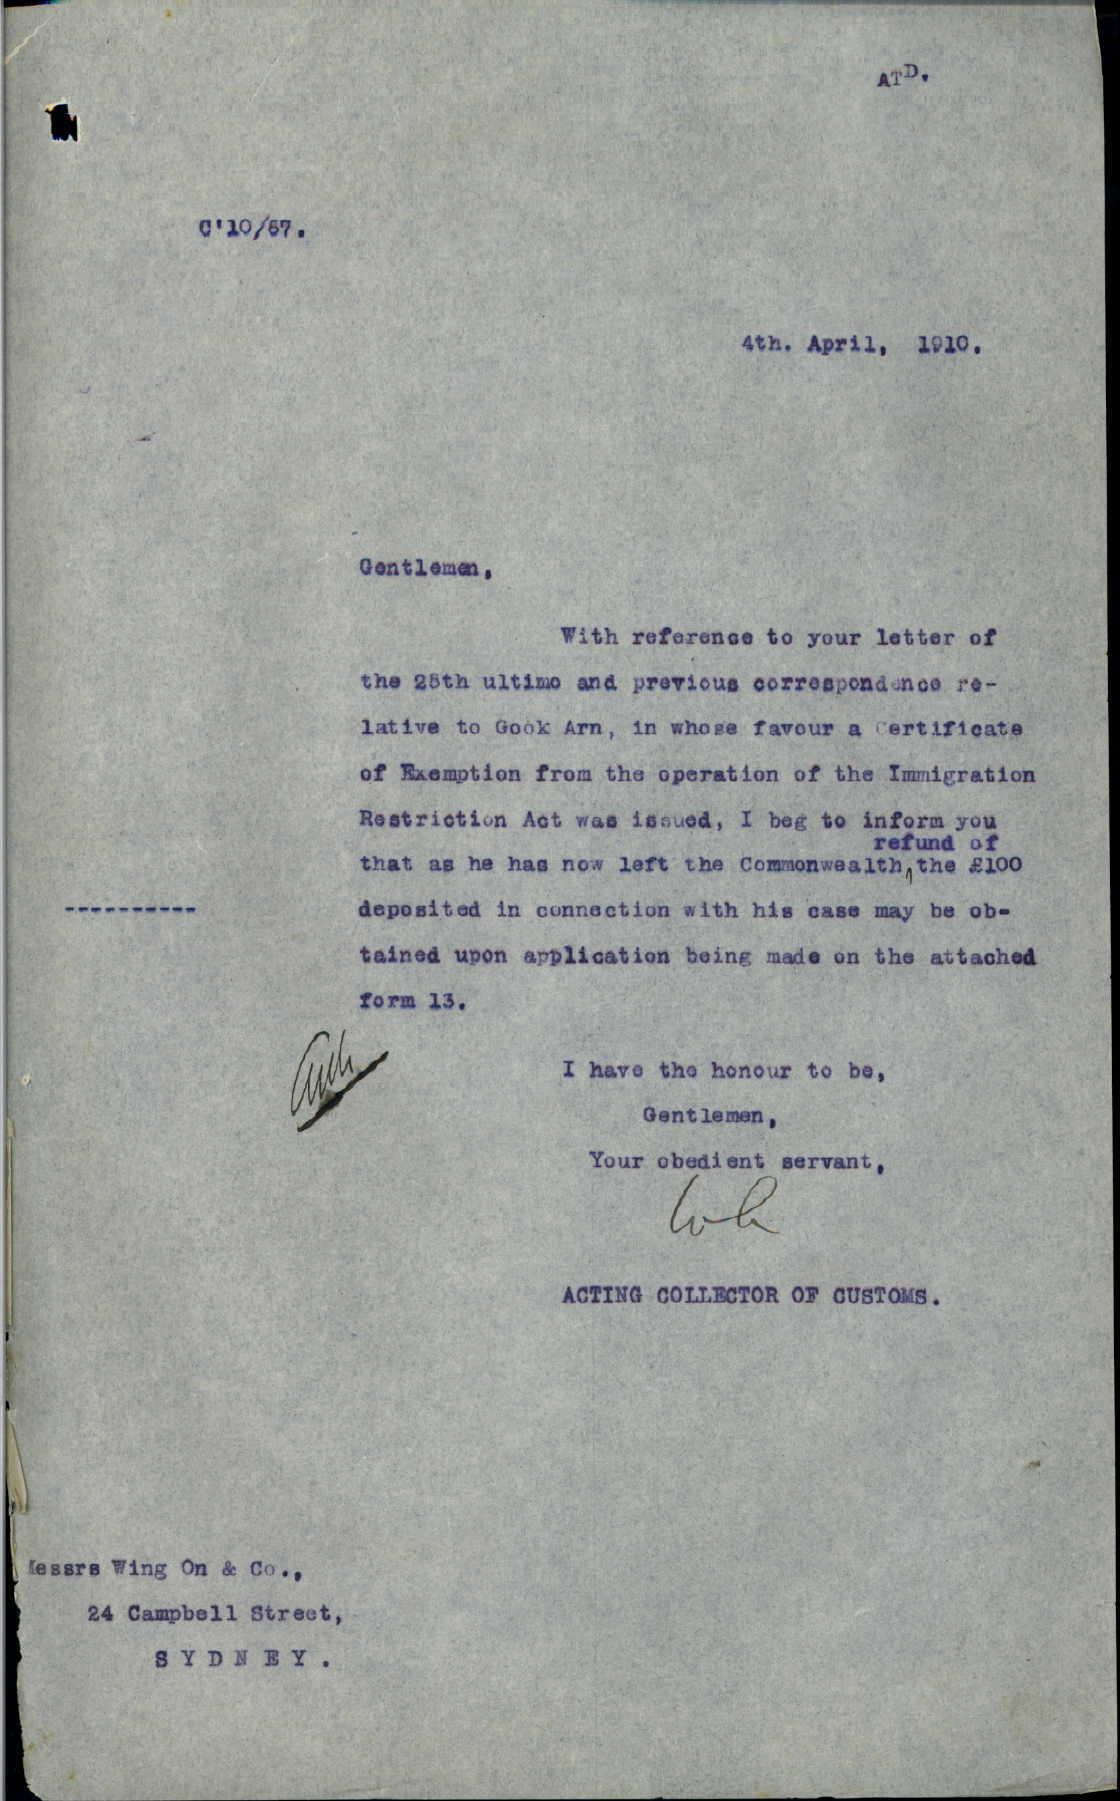 ATD.
C'10/57.
4th. April, 1910.
Gentlemen,
With reference to your letter of
the 25th ultimo and previous correspondence re-
lative to Gook Arn, in whose favour a Certificate
of Exemption from the operation of the Immigration
Restriction Act was issued, I beg to inform you
refund of
that as he has now left the Commonwealth, the £100
deposited in connection with his case may be ob-
tained upon application being made on the attached
form 13.
I have the honour to be,
Gentlemen,
Your obedient servant,
ACTING COLLECTOR OF CUSTOMS.
Messrs Wing On & Co.,
24 Campbell Street,
SYDNEY.